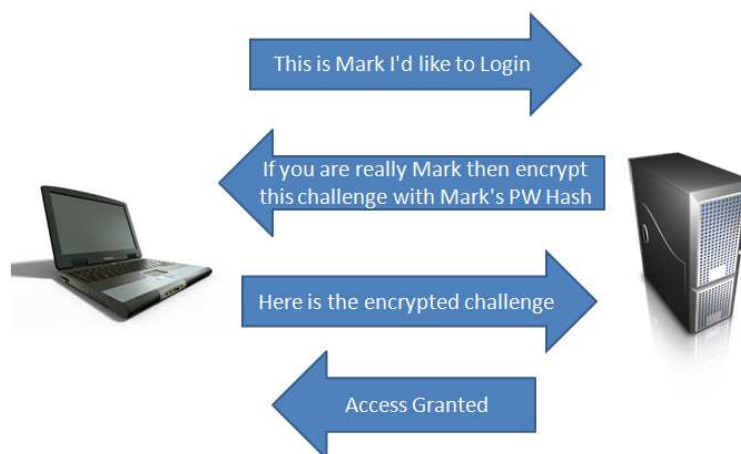 This is Mark I'd like to Login
If you are really Mark then encrypt
this challenge with Mark's PW Hash
Here is the encrypted challenge
Access Granted